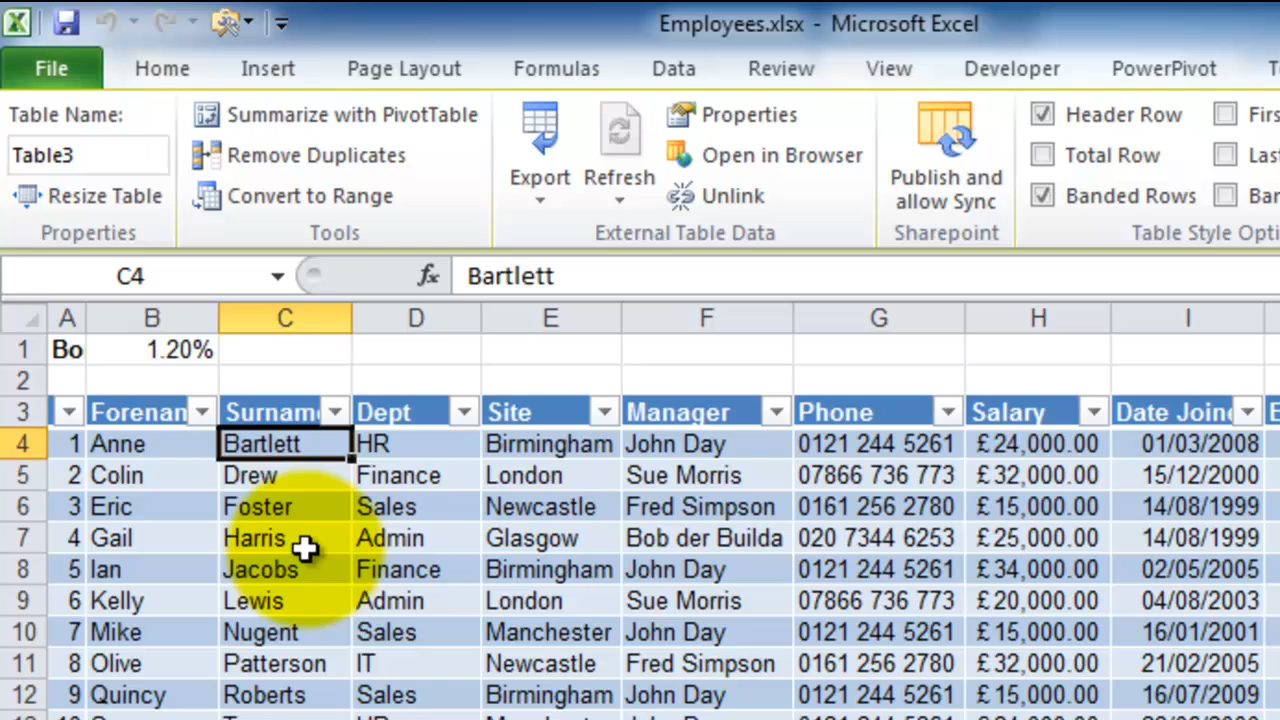 Employees.xlsx - Microsoft Excel
File Home Insert Page Layout Formulas Data Review View Developer PowerPivot
Table Name: Summarize with PivotTable Properties Header Row
Table3 Remove Duplicates Export Refresh Open in Browser Publish and allow Sync Total Row
Resize Table Convert to Range Unlink Banded Rows
Properties Tools External Table Data Sharepoint Table Style Opti
C4 fx Bartlett
A B C D E F G H I
1 Bo 1.20%
2
3 Forenan Surname Dept Site Manager Phone Salary Date Join
4 1 Anne Bartlett HR Birmingham John Day 0121 244 5261 £24,000.00 01/03/2008
5 2 Colin Drew Finance London Sue Morris 07866 736 773 £32,000.00 15/12/2000
6 3 Eric Foster Sales Newcastle Fred Simpson 0161 256 2780 £15,000.00 14/08/1999
7 4 Gail Harris Admin Glasgow Bob der Builda 020 7344 6253 £25,000.00 14/08/1999
8 5 Ian Jacobs Finance Birmingham John Day 0121 244 5261 £34,000.00 02/05/2005
9 6 Kelly Lewis Admin London Sue Morris 07866 736 773 £20,000.00 04/08/2003
10 7 Mike Nugent Sales Manchester John Day 0121 244 5261 £15,000.00 16/01/2001
11 8 Olive Patterson IT Newcastle Fred Simpson 0161 256 2780 £32,000.00 21/02/2005
12 9 Quincy Roberts Sales Birmingham John Day 0121 244 5261 £15,000.00 16/07/2009